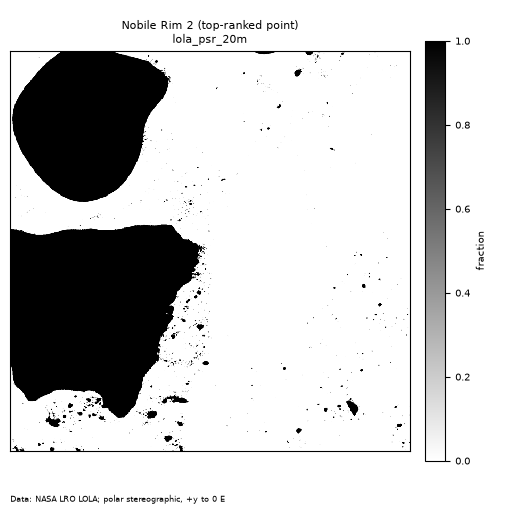 Nobile Rim 2 (top-ranked point)
lola_psr_20m
1.0
0.8
0.6
0.4
0.2
0.0
fraction
Data: NASA LRO LOLA; polar stereographic, +y to 0 E